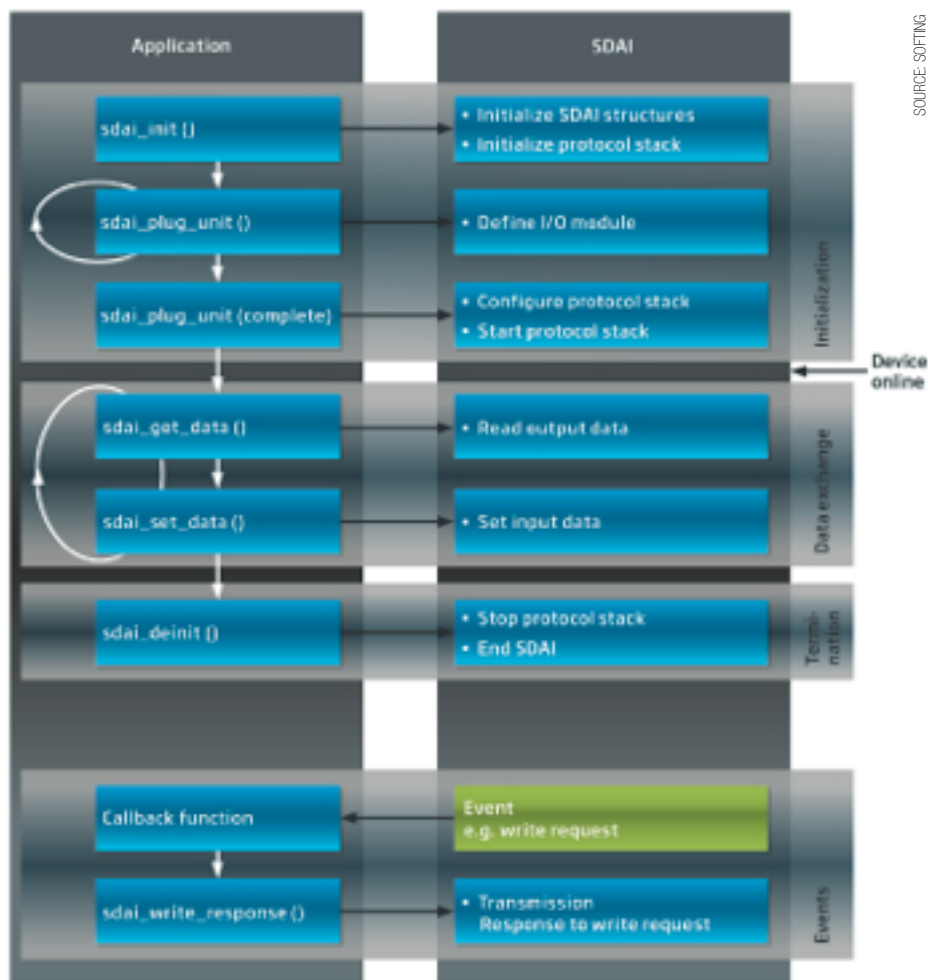 SOURCE: SOFTING
Application
SDAI
sdai_init ()
• Initialize SDAI structures
• Initialize protocol stack
sdai_plug_unit ()
• Define I/O module
sdai_plug_unit (complete)
• Configure protocol stack
• Start protocol stack
Initialization
Device
online
sdai_get_data ()
• Read output data
sdai_set_data ()
• Set input data
Data exchange
sdai_deinit ()
• Stop protocol stack
• End SDAI
Termi-
nation
Callback function
Event
e.g. write request
sdai_write_response ()
• Transmission
Response to write request
Events